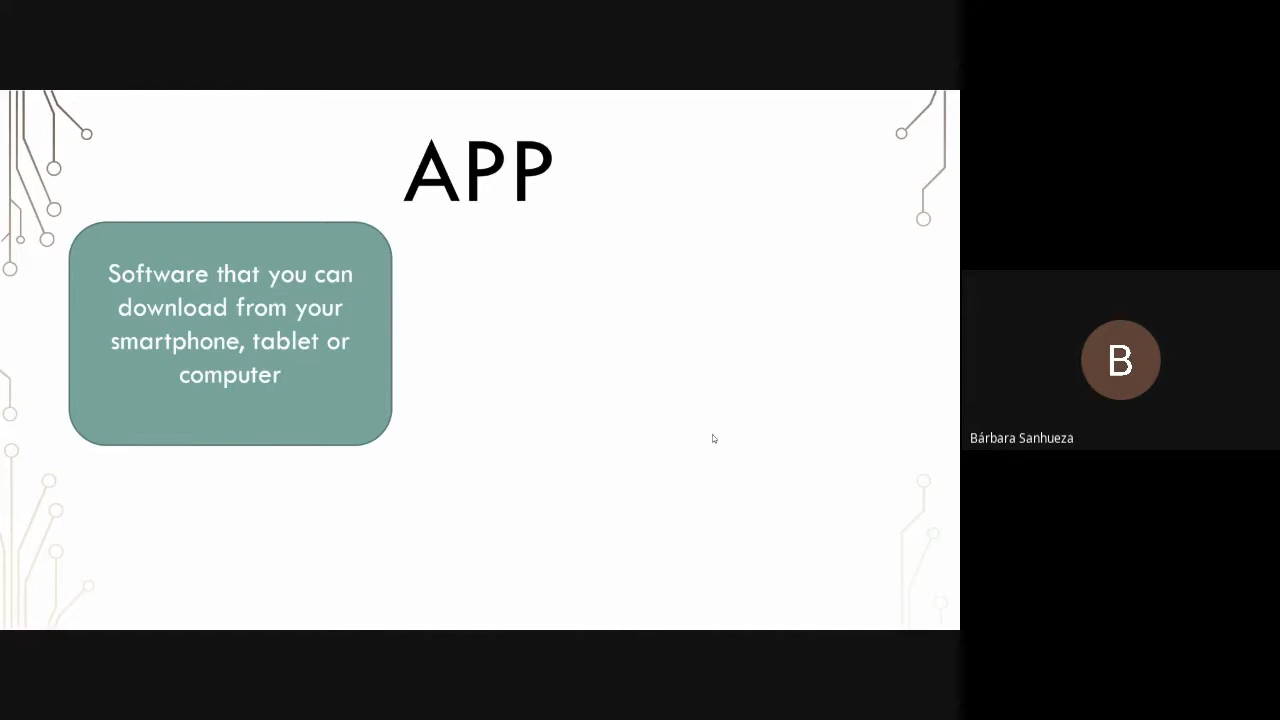 APP
Software that you can
download from your
smartphone, tablet or
computer
B
Bárbara Sanhueza